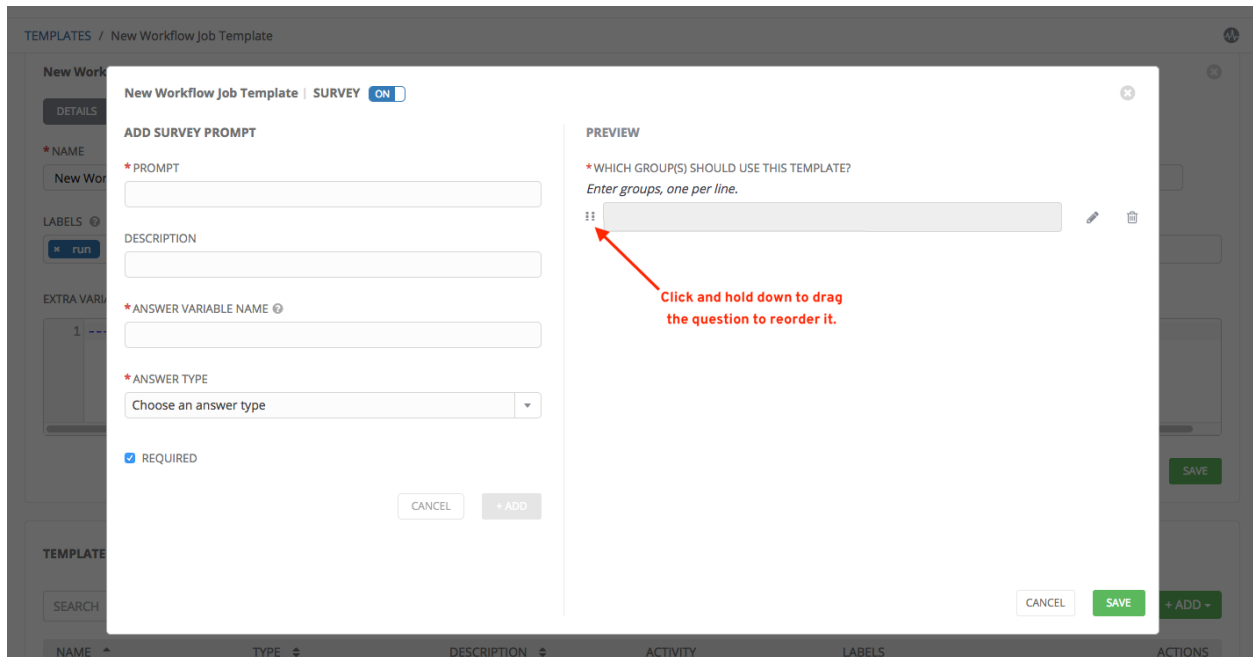 TEMPLATES / New Workflow Job Template
New Work
DETAILS
* NAME
New Wor
LABELS
× run
EXTRA VARIA
1 ---
New Workflow Job Template | SURVEY ON
ADD SURVEY PROMPT
* PROMPT
DESCRIPTION
* ANSWER VARIABLE NAME
* ANSWER TYPE
Choose an answer type
REQUIRED
CANCEL + ADD
PREVIEW
* WHICH GROUP(S) SHOULD USE THIS TEMPLATE?
Enter groups, one per line.
Click and hold down to drag
the question to reorder it.
CANCEL SAVE
SAVE
TEMPLATE
SEARCH
+ ADD
NAME TYPE DESCRIPTION ACTIVITY LABELS ACTIONS